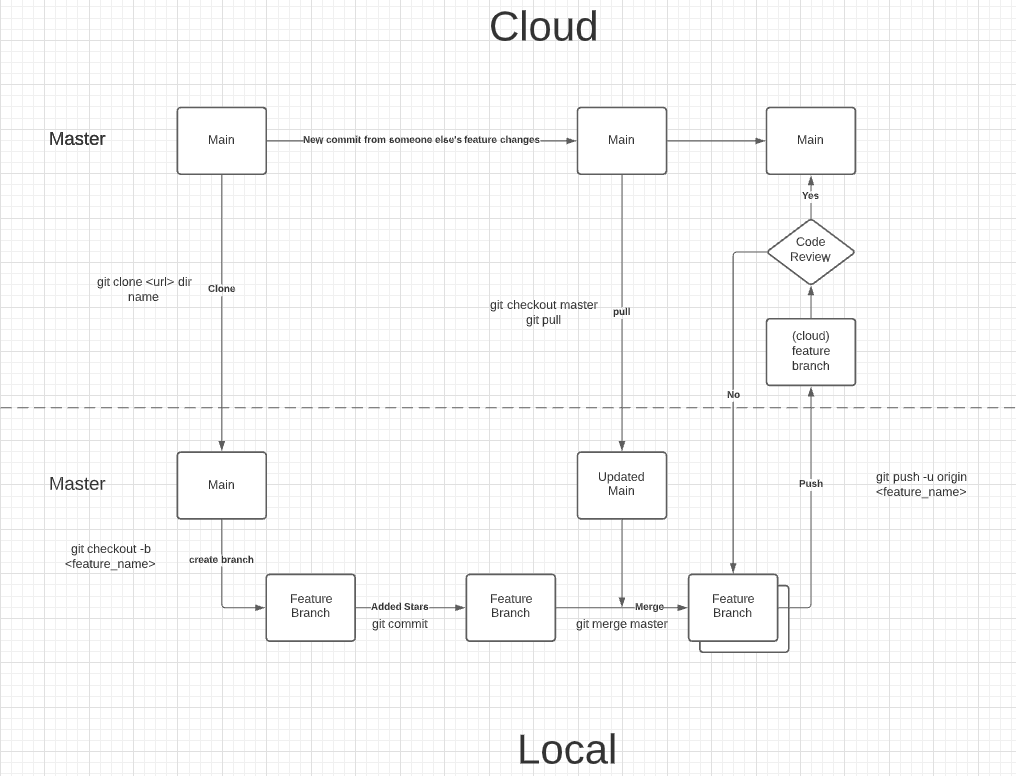 Cloud
Master
Main
New commit from someone else's feature changes
Main
Main
Yes
Code
Review
git clone <url> dir
name
Clone
git checkout master
git pull
pull
(cloud)
feature
branch
No
Master
Main
Updated
Main
Push
git push -u origin
<feature_name>
git checkout -b
<feature_name>
create branch
Feature
Branch
Added Stars
git commit
Feature
Branch
Merge
git merge master
Feature
Branch
Local